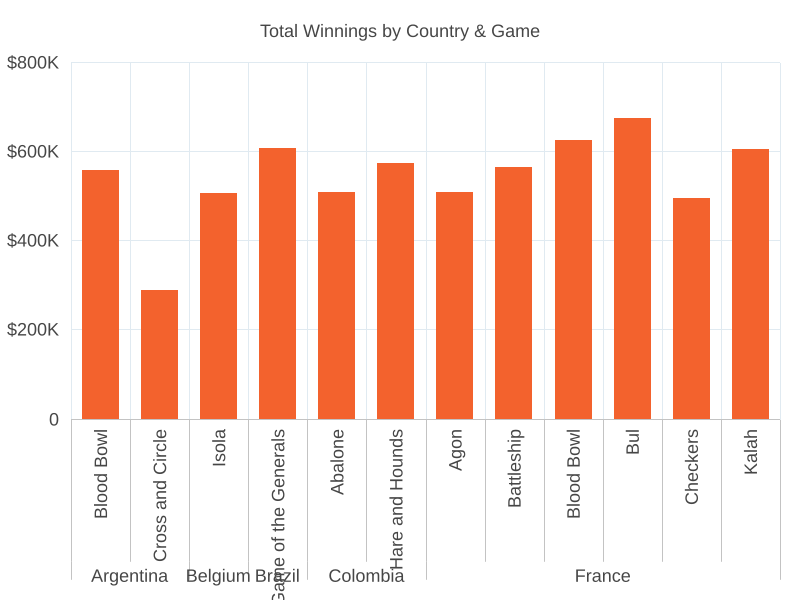 Total Winnings by Country & Game
$800K
$600K
$400K
$200K
0
Blood Bowl
Cross and Circle
Isola
Game of the Generals
Abalone
Hare and Hounds
Agon
Battleship
Blood Bowl
Bul
Checkers
Kalah
Argentina
Belgium
Brazil
Colombia
France